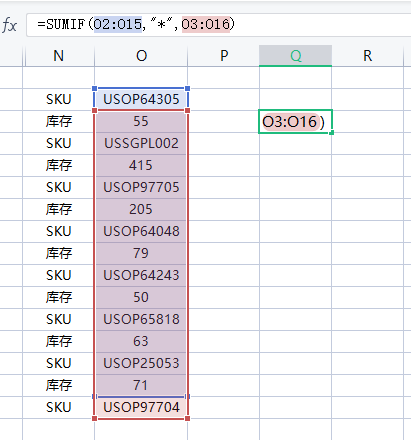 fx =SUMIF(O2:O15,"*",O3:O16)
N O P Q R
SKU USOP64305
库存 55 O3:O16)
SKU USSGPL002
库存 415
SKU USOP97705
库存 205
SKU USOP64048
库存 79
SKU USOP64243
库存 50
SKU USOP65818
库存 63
SKU USOP25053
库存 71
SKU USOP97704